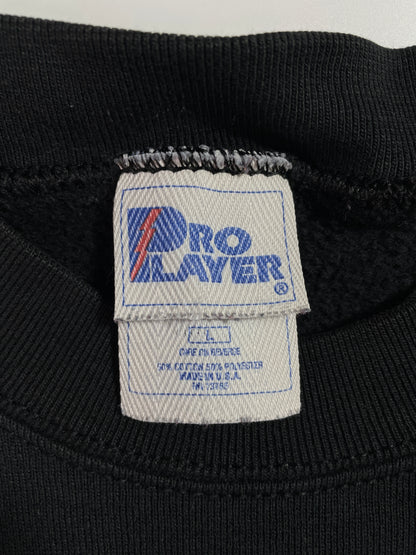 PRO
PLAYER®
L
CARE ON REVERSE
50% COTTON 50% POLYESTER
MADE IN U.S.A.